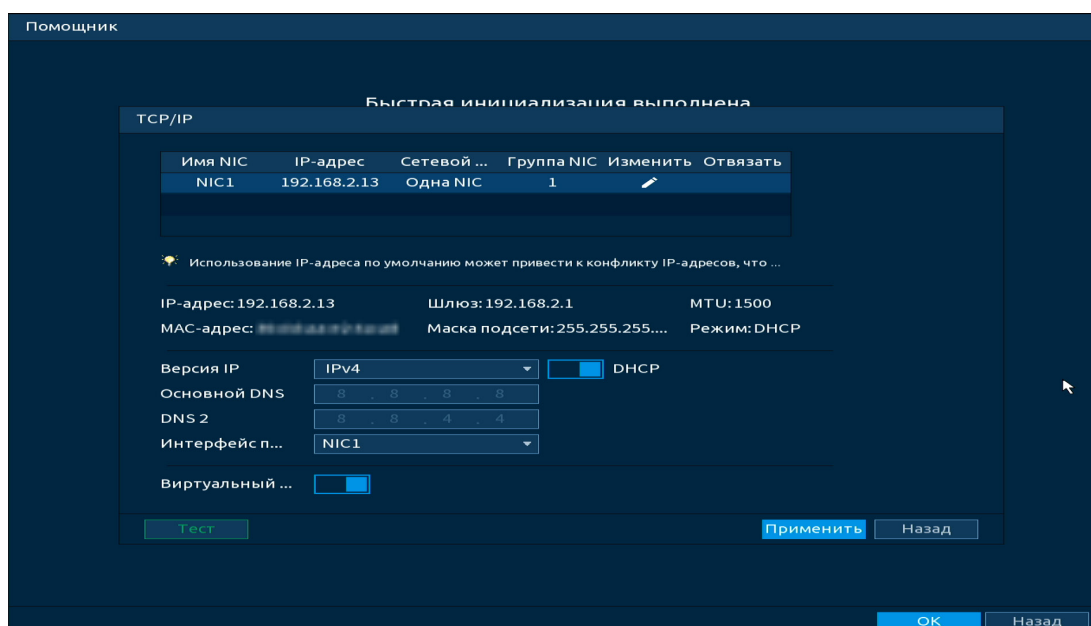 Помощник
Быстрая инициализация выполнена
TCP/IP
Имя NIC IP-адрес Сетевой ... Группа NIC Изменить Отвязать
NIC1 192.168.2.13 Одна NIC 1
Использование IP-адреса по умолчанию может привести к конфликту IP-адресов, что ...
IP-адрес: 192.168.2.13 Шлюз: 192.168.2.1 MTU: 1500
MAC-адрес: Маска подсети: 255.255.255.... Режим: DHCP
Версия IP IPv4 DHCP
Основной DNS 8 . 8 . 8 . 8
DNS 2 8 . 8 . 4 . 4
Интерфейс п... NIC1
Виртуальный ...
Тест Применить Назад
OK Назад